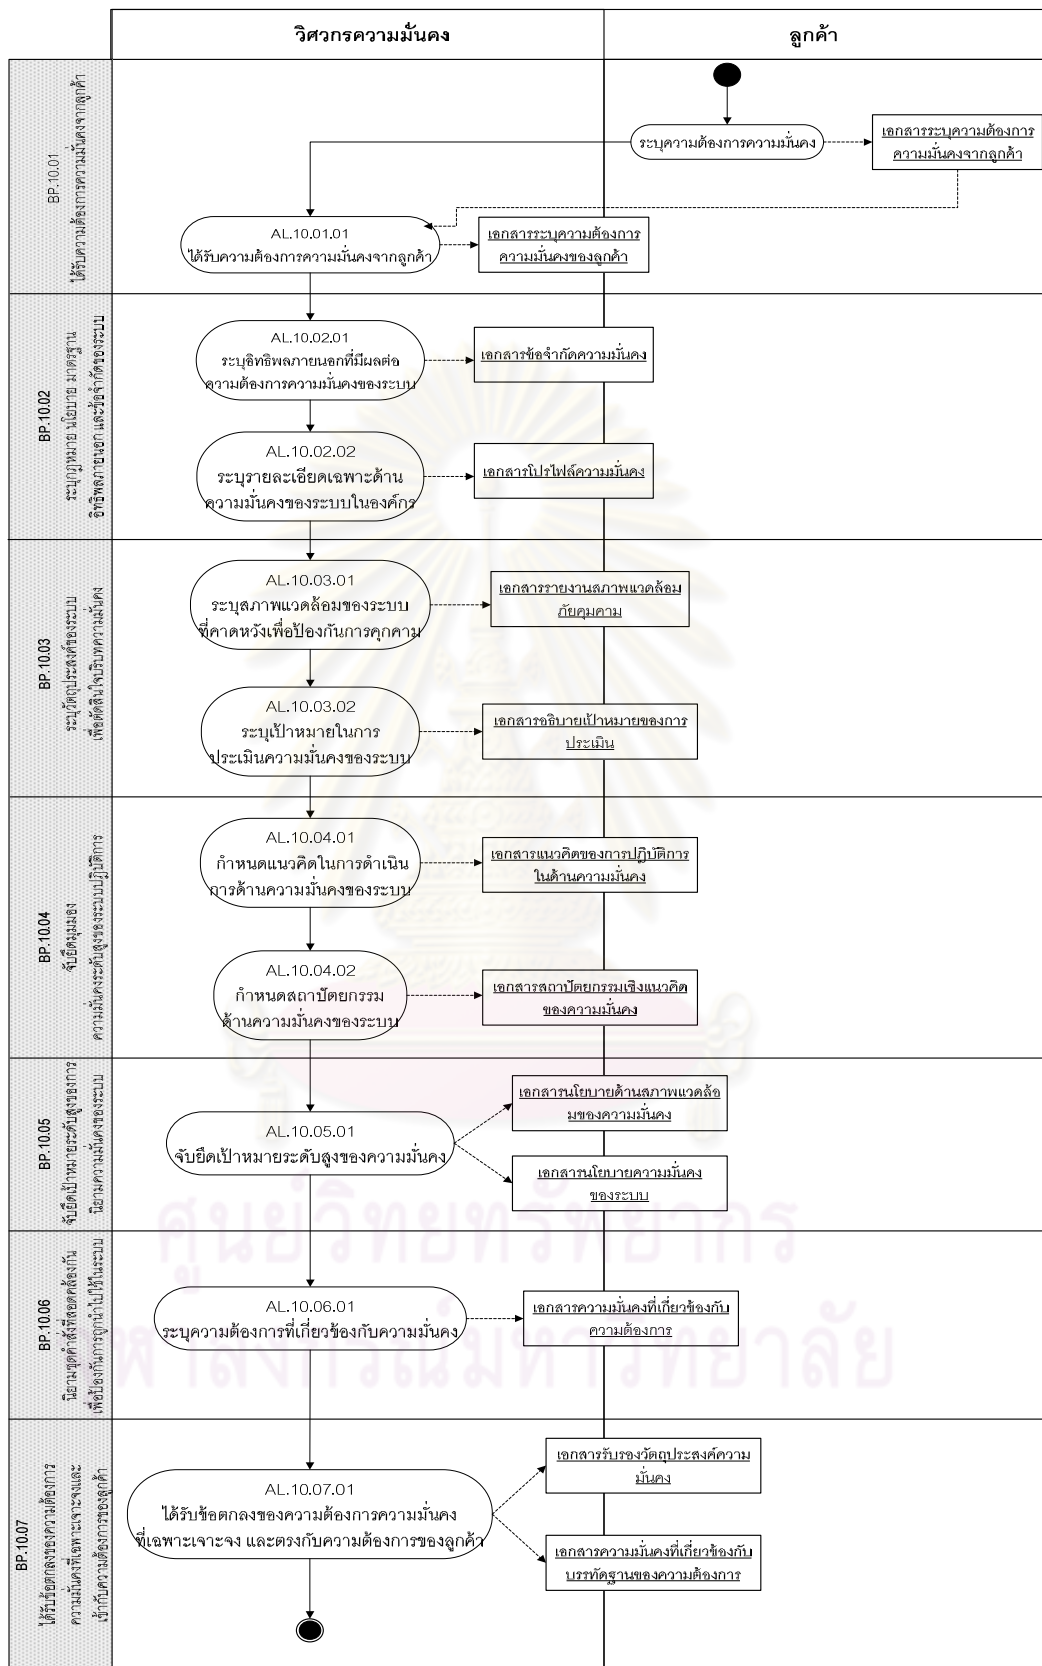 วิศวกรความมั่นคง
ลูกค้า
BP.10.01
ได้รับความต้องการความมั่นคงจากลูกค้า
ระบุความต้องการความมั่นคง
เอกสารระบุความต้องการ
ความมั่นคงจากลูกค้า
AL.10.01.01
ได้รับความต้องการความมั่นคงจากลูกค้า
เอกสารระบุความต้องการ
ความมั่นคงของลูกค้า
BP.10.02
ระบุกฎหมาย นโยบาย มาตรฐาน
อิทธิพลภายนอก และข้อจำกัดของระบบ
AL.10.02.01
ระบุอิทธิพลภายนอกที่มีผลต่อ
ความต้องการความมั่นคงของระบบ
เอกสารข้อจำกัดความมั่นคง
AL.10.02.02
ระบุรายละเอียดเฉพาะด้าน
ความมั่นคงของระบบในองค์กร
เอกสารโปรไฟล์ความมั่นคง
BP.10.03
ระบุวัตถุประสงค์ของระบบ
เพื่อตัดสินใจบริบทความมั่นคง
AL.10.03.01
ระบุสภาพแวดล้อมของระบบ
ที่คาดหวังเพื่อป้องกันการคุกคาม
เอกสารรายงานสภาพแวดล้อม
ภัยคุมคาม
AL.10.03.02
ระบุเป้าหมายในการ
ประเมินความมั่นคงของระบบ
เอกสารอธิบายเป้าหมายของการ
ประเมิน
BP.10.04
จับยึดมุมมอง
ความมั่นคงระดับสูงของระบบปฏิบัติการ
AL.10.04.01
กำหนดแนวคิดในการดำเนิน
การด้านความมั่นคงของระบบ
เอกสารแนวคิดของการปฏิบัติการ
ในด้านความมั่นคง
AL.10.04.02
กำหนดสถาปัตยกรรม
ด้านความมั่นคงของระบบ
เอกสารสถาปัตยกรรมเชิงแนวคิด
ของความมั่นคง
BP.10.05
จับยึดเป้าหมายระดับสูงของการ
นิยามความมั่นคงของระบบ
AL.10.05.01
จับยึดเป้าหมายระดับสูงของความมั่นคง
เอกสารนโยบายด้านสภาพแวดล้อ
มของความมั่นคง
เอกสารนโยบายความมั่นคง
ของระบบ
ศูนย์วิทยทรัพยากร
BP.10.06
นิยามชุดคำสั่งที่สอดคล้องกัน
เพื่อป้องกันการถูกนำไปใช้ในระบบ
AL.10.06.01
ระบุความต้องการที่เกี่ยวข้องกับความมั่นคง
เอกสารความมั่นคงที่เกี่ยวข้องกับ
ความต้องการ
จุฬาลงกรณ์มหาวิทยาลัย
BP.10.07
ได้รับข้อตกลงของความต้องการ
ความมั่นคงที่เฉพาะเจาะจงและ
เข้ากับความต้องการของลูกค้า
AL.10.07.01
ได้รับข้อตกลงของความต้องการความมั่นคง
ที่เฉพาะเจาะจง และตรงกับความต้องการของลูกค้า
เอกสารรับรองวัตถุประสงค์ความ
มั่นคง
เอกสารความมั่นคงที่เกี่ยวข้องกับ
บรรทัดฐานของความต้องการ